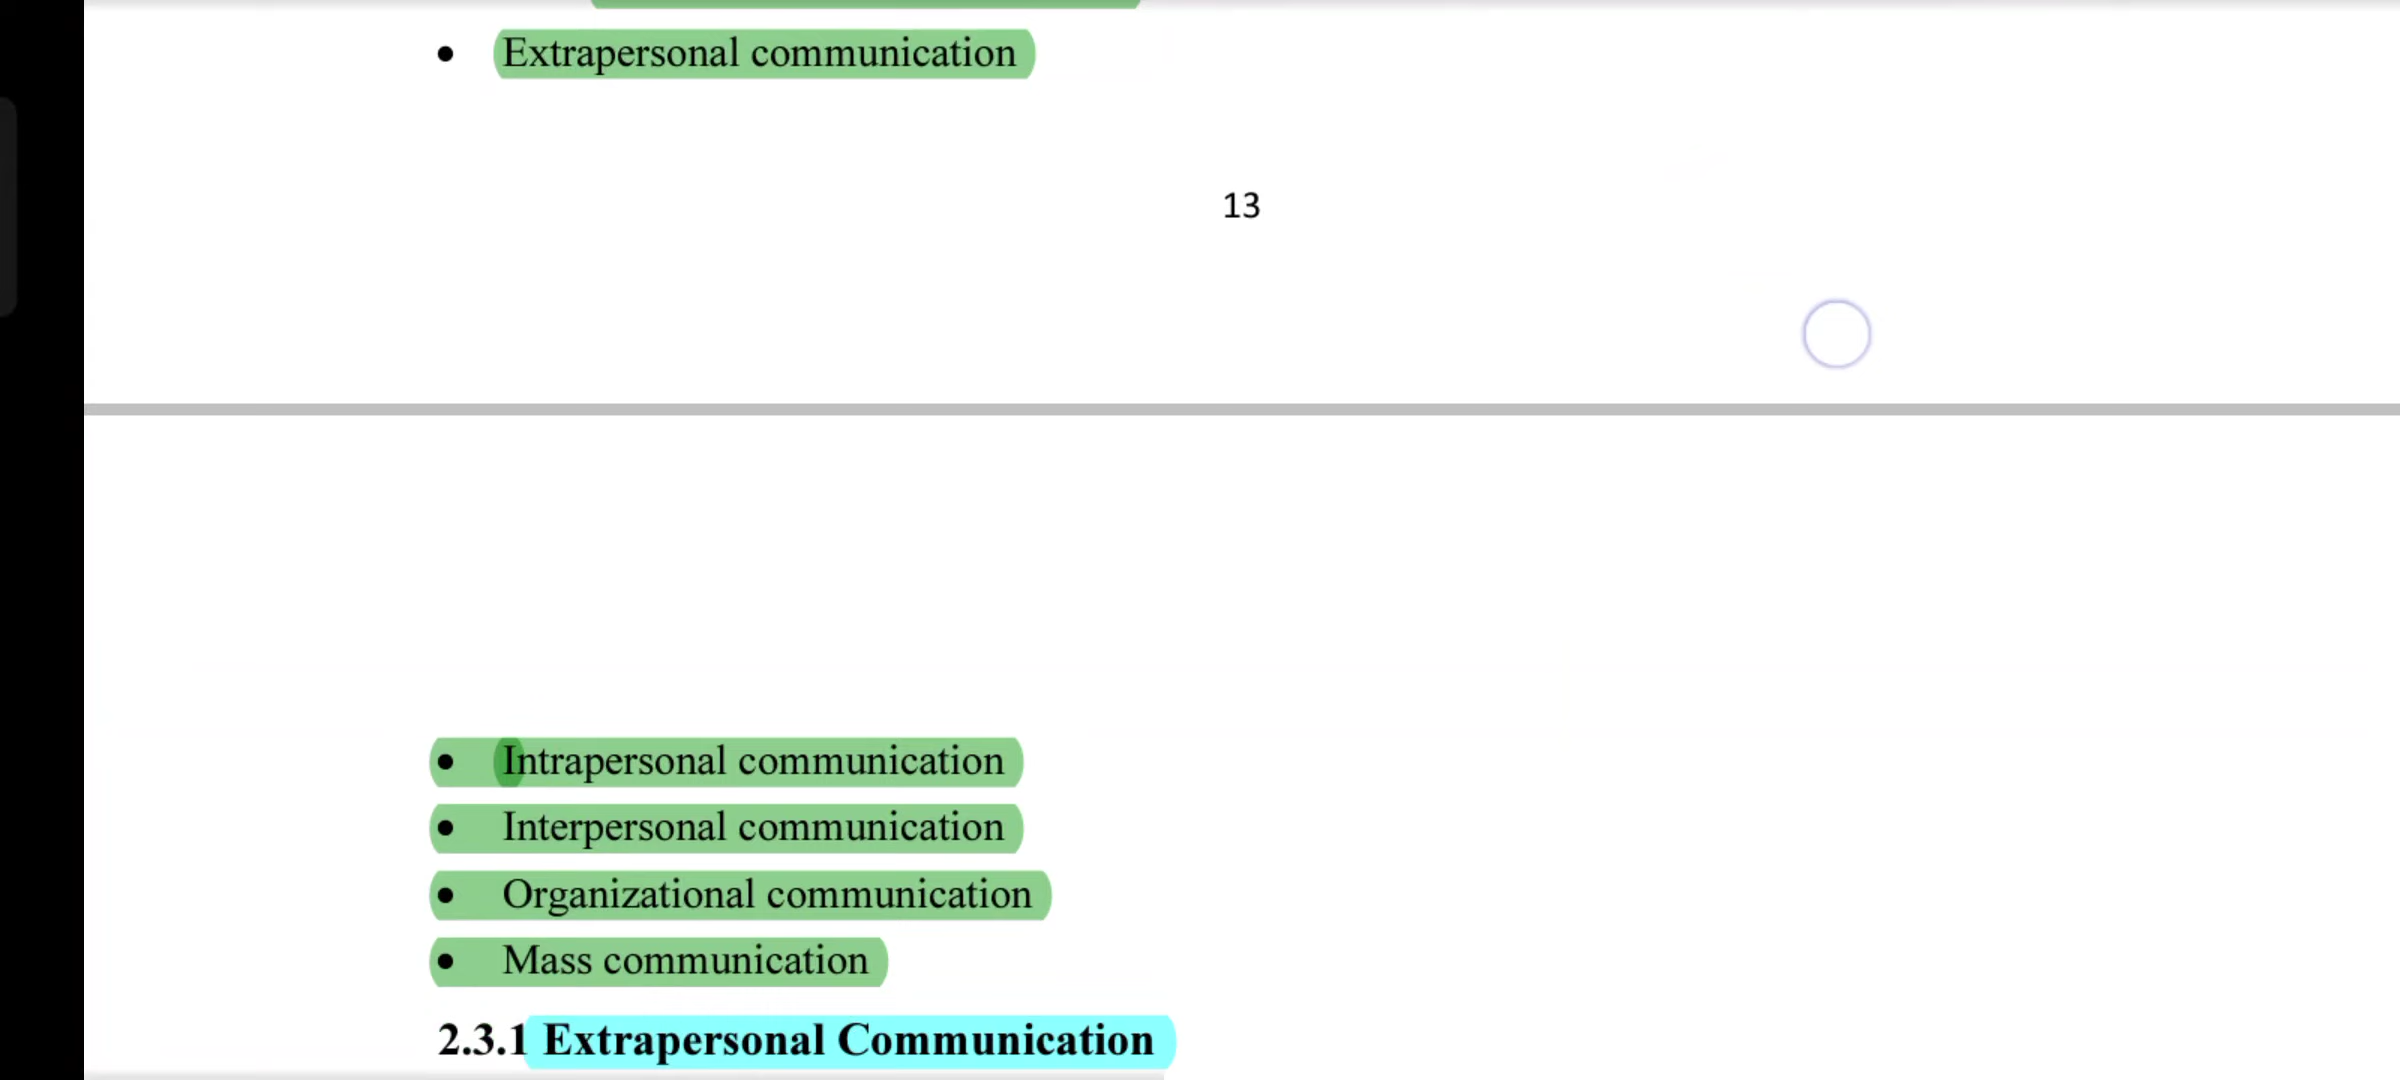 • Extrapersonal communication
13
• Intrapersonal communication
• Interpersonal communication
• Organizational communication
• Mass communication
2.3.1 Extrapersonal Communication